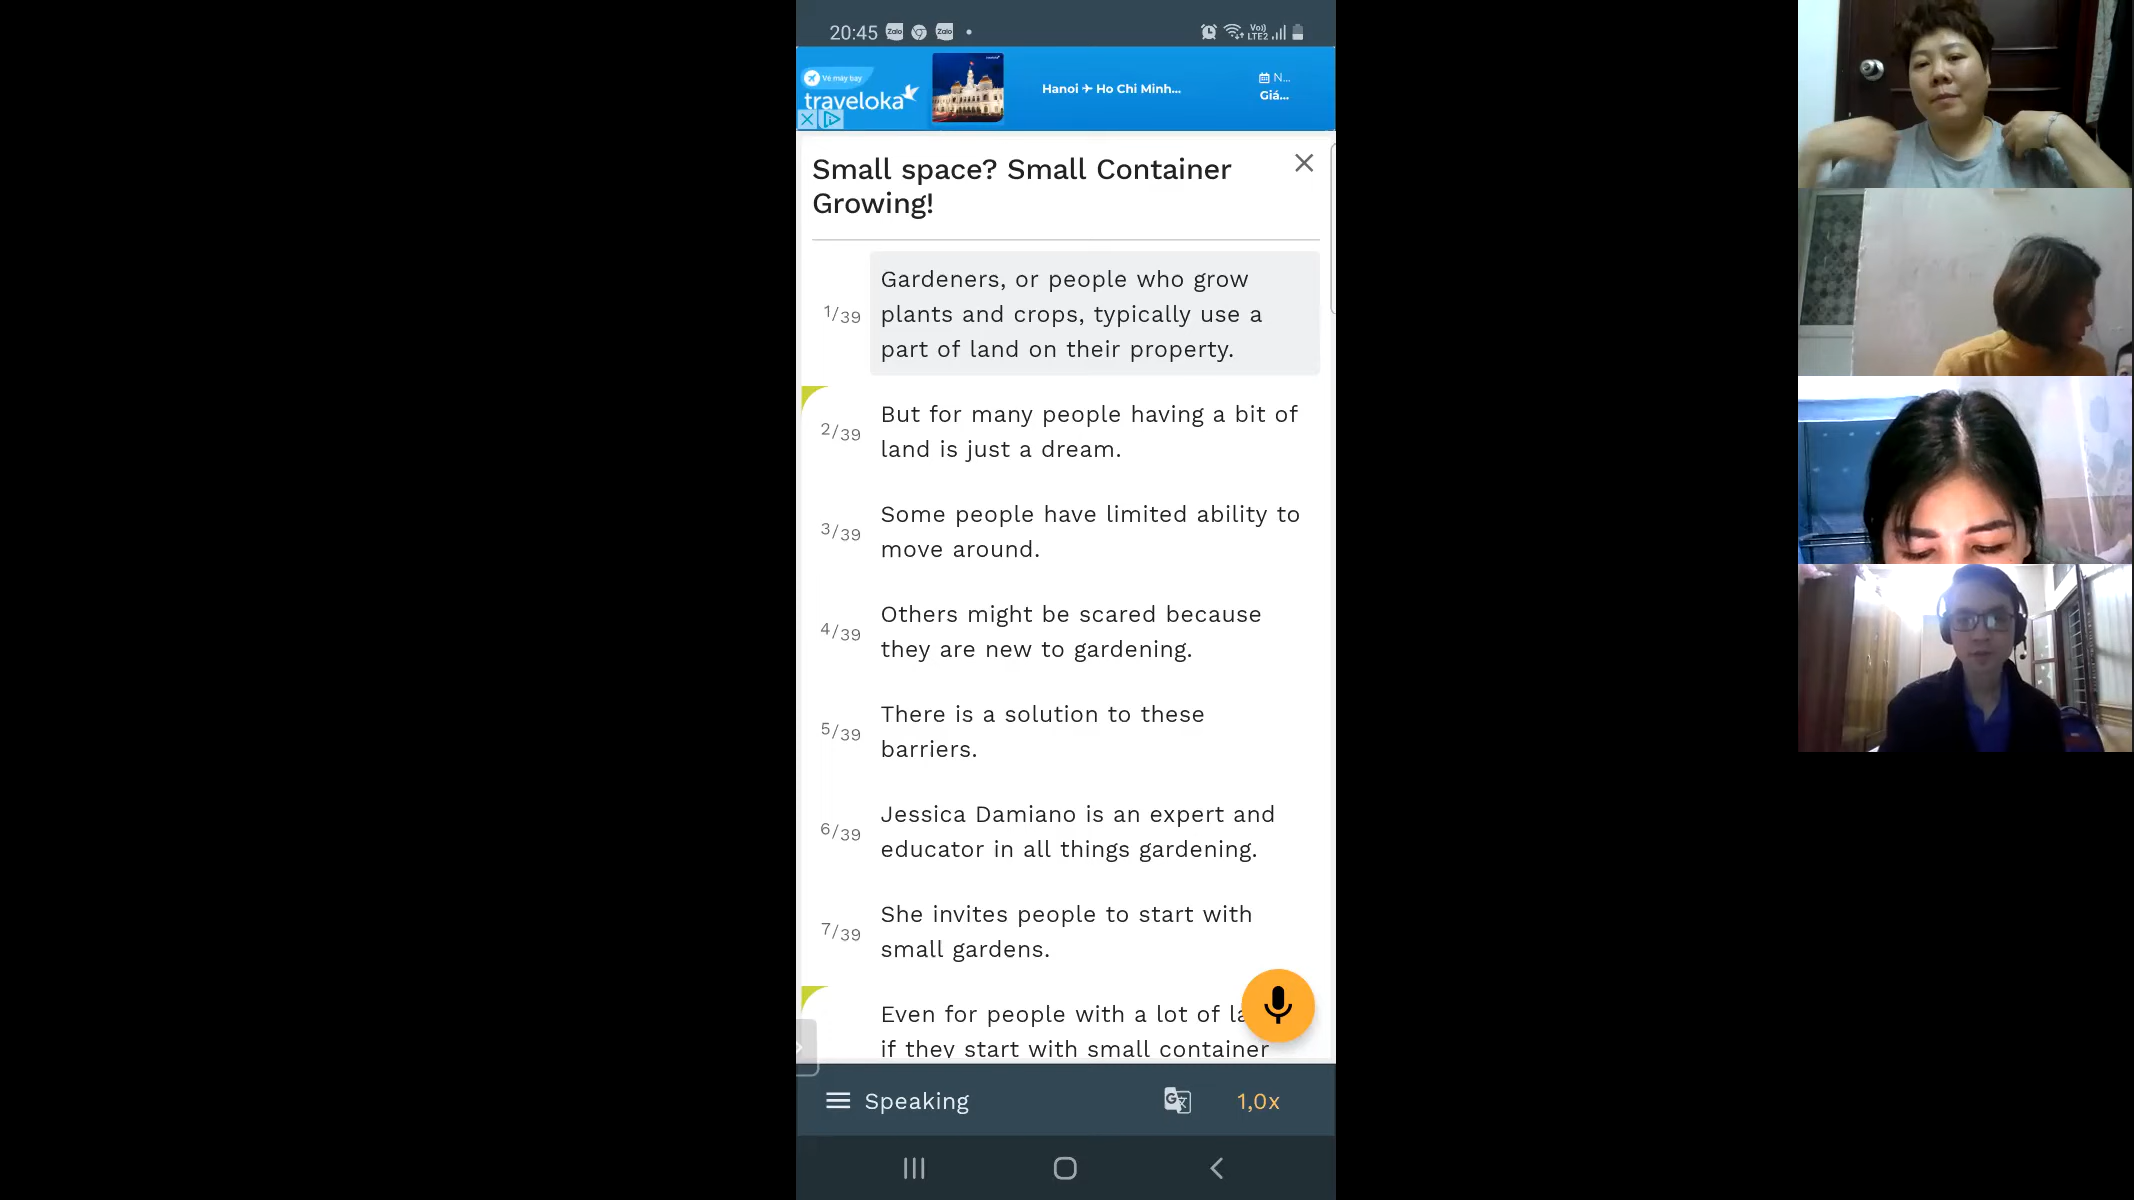 20:45
Zalo
Zalo
Vo))
LTE2
Vé máy bay
traveloka
Hanoi ✈ Ho Chi Minh...
N...
Giá...
Small space? Small Container
Growing!
1/39
Gardeners, or people who grow
plants and crops, typically use a
part of land on their property.
2/39
But for many people having a bit of
land is just a dream.
3/39
Some people have limited ability to
move around.
4/39
Others might be scared because
they are new to gardening.
5/39
There is a solution to these
barriers.
6/39
Jessica Damiano is an expert and
educator in all things gardening.
7/39
She invites people to start with
small gardens.
Even for people with a lot of
if they start with small container
Speaking
1,0x